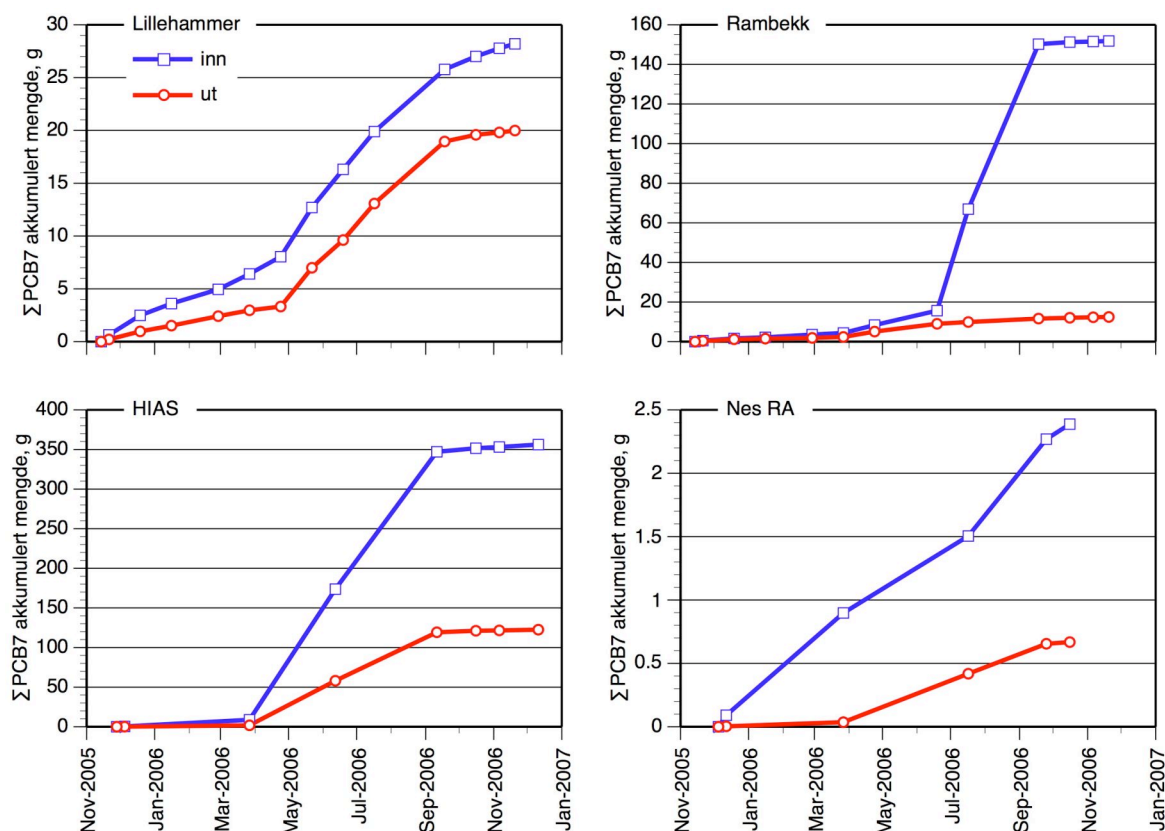 Lillehammer
inn
ut
ΣPCB7 akkumulert mengde, g
30
25
20
15
10
5
0
Rambekk
ΣPCB7 akkumulert mengde, g
160
140
120
100
80
60
40
20
0
HIAS
ΣPCB7 akkumulert mengde, g
400
350
300
250
200
150
100
50
0
Nov-2005
Jan-2006
Mar-2006
May-2006
Jul-2006
Sep-2006
Nov-2006
Jan-2007
Nes RA
ΣPCB7 akkumulert mengde, g
2.5
2
1.5
1
0.5
0
Nov-2005
Jan-2006
Mar-2006
May-2006
Jul-2006
Sep-2006
Nov-2006
Jan-2007